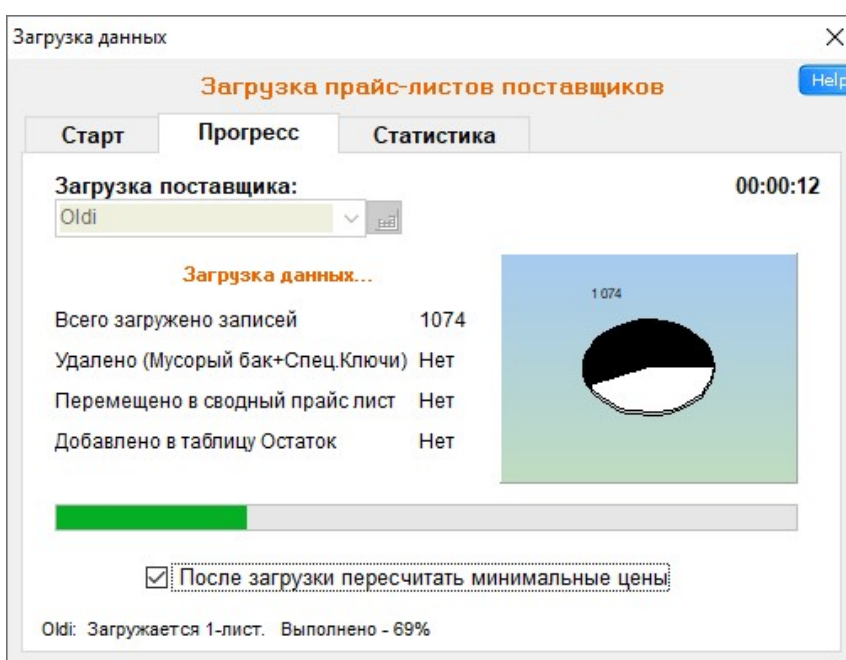 Загрузка данных
Загрузка прайс-листов поставщиков
Help
Старт Прогресс Статистика
Загрузка поставщика: 00:00:12
Oldi
Загрузка данных...
1 074
Всего загружено записей 1074
Удалено (Мусорый бак+Спец.Ключи) Нет
Перемещено в сводный прайс лист Нет
Добавлено в таблицу Остаток Нет
После загрузки пересчитать минимальные цены
Oldi: Загружается 1-лист. Выполнено - 69%